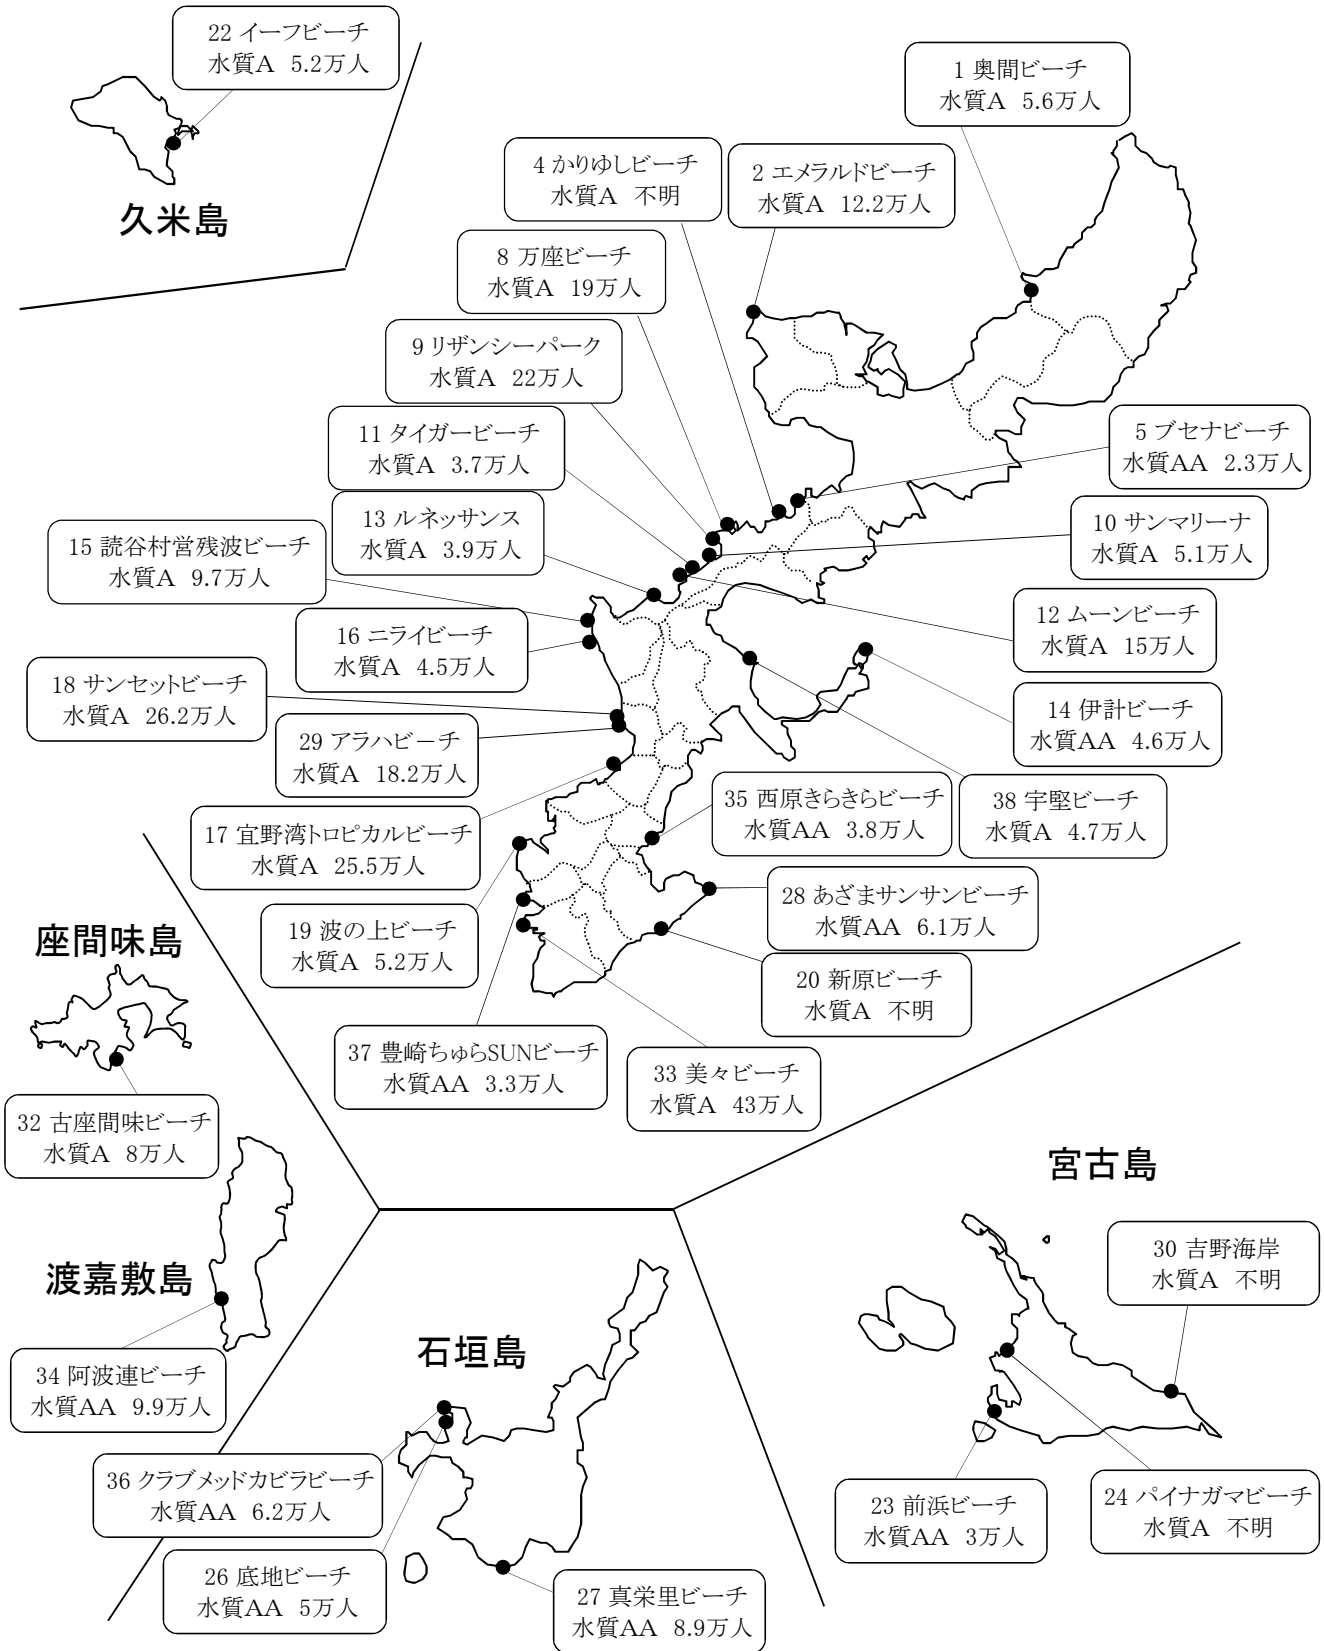 22 イーフビーチ
水質A 5.2万人
久米島
1 奥間ビーチ
水質A 5.6万人
4 かりゆしビーチ
水質A 不明
2 エメラルドビーチ
水質A 12.2万人
8 万座ビーチ
水質A 19万人
9 リザンシーパーク
水質A 22万人
11 タイガービーチ
水質A 3.7万人
5 ブセナビーチ
水質AA 2.3万人
13 ルネッサンス
水質A 3.9万人
10 サンマリーナ
水質A 5.1万人
15 読谷村営残波ビーチ
水質A 9.7万人
12 ムーンビーチ
水質A 15万人
16 ニライビーチ
水質A 4.5万人
18 サンセットビーチ
水質A 26.2万人
14 伊計ビーチ
水質AA 4.6万人
29 アラハビーチ
水質A 18.2万人
35 西原きらきらビーチ
水質AA 3.8万人
38 宇堅ビーチ
水質A 4.7万人
17 宜野湾トロピカルビーチ
水質A 25.5万人
28 あざまサンサンビーチ
水質AA 6.1万人
19 波の上ビーチ
水質A 5.2万人
20 新原ビーチ
水質A 不明
座間味島
37 豊崎ちゅらSUNビーチ
水質AA 3.3万人
33 美々ビーチ
水質A 43万人
32 古座間味ビーチ
水質A 8万人
宮古島
30 吉野海岸
水質A 不明
渡嘉敷島
石垣島
34 阿波連ビーチ
水質AA 9.9万人
36 クラブメッドカビラビーチ
水質AA 6.2万人
23 前浜ビーチ
水質AA 3万人
24 パイナガマビーチ
水質A 不明
26 底地ビーチ
水質AA 5万人
27 真栄里ビーチ
水質AA 8.9万人